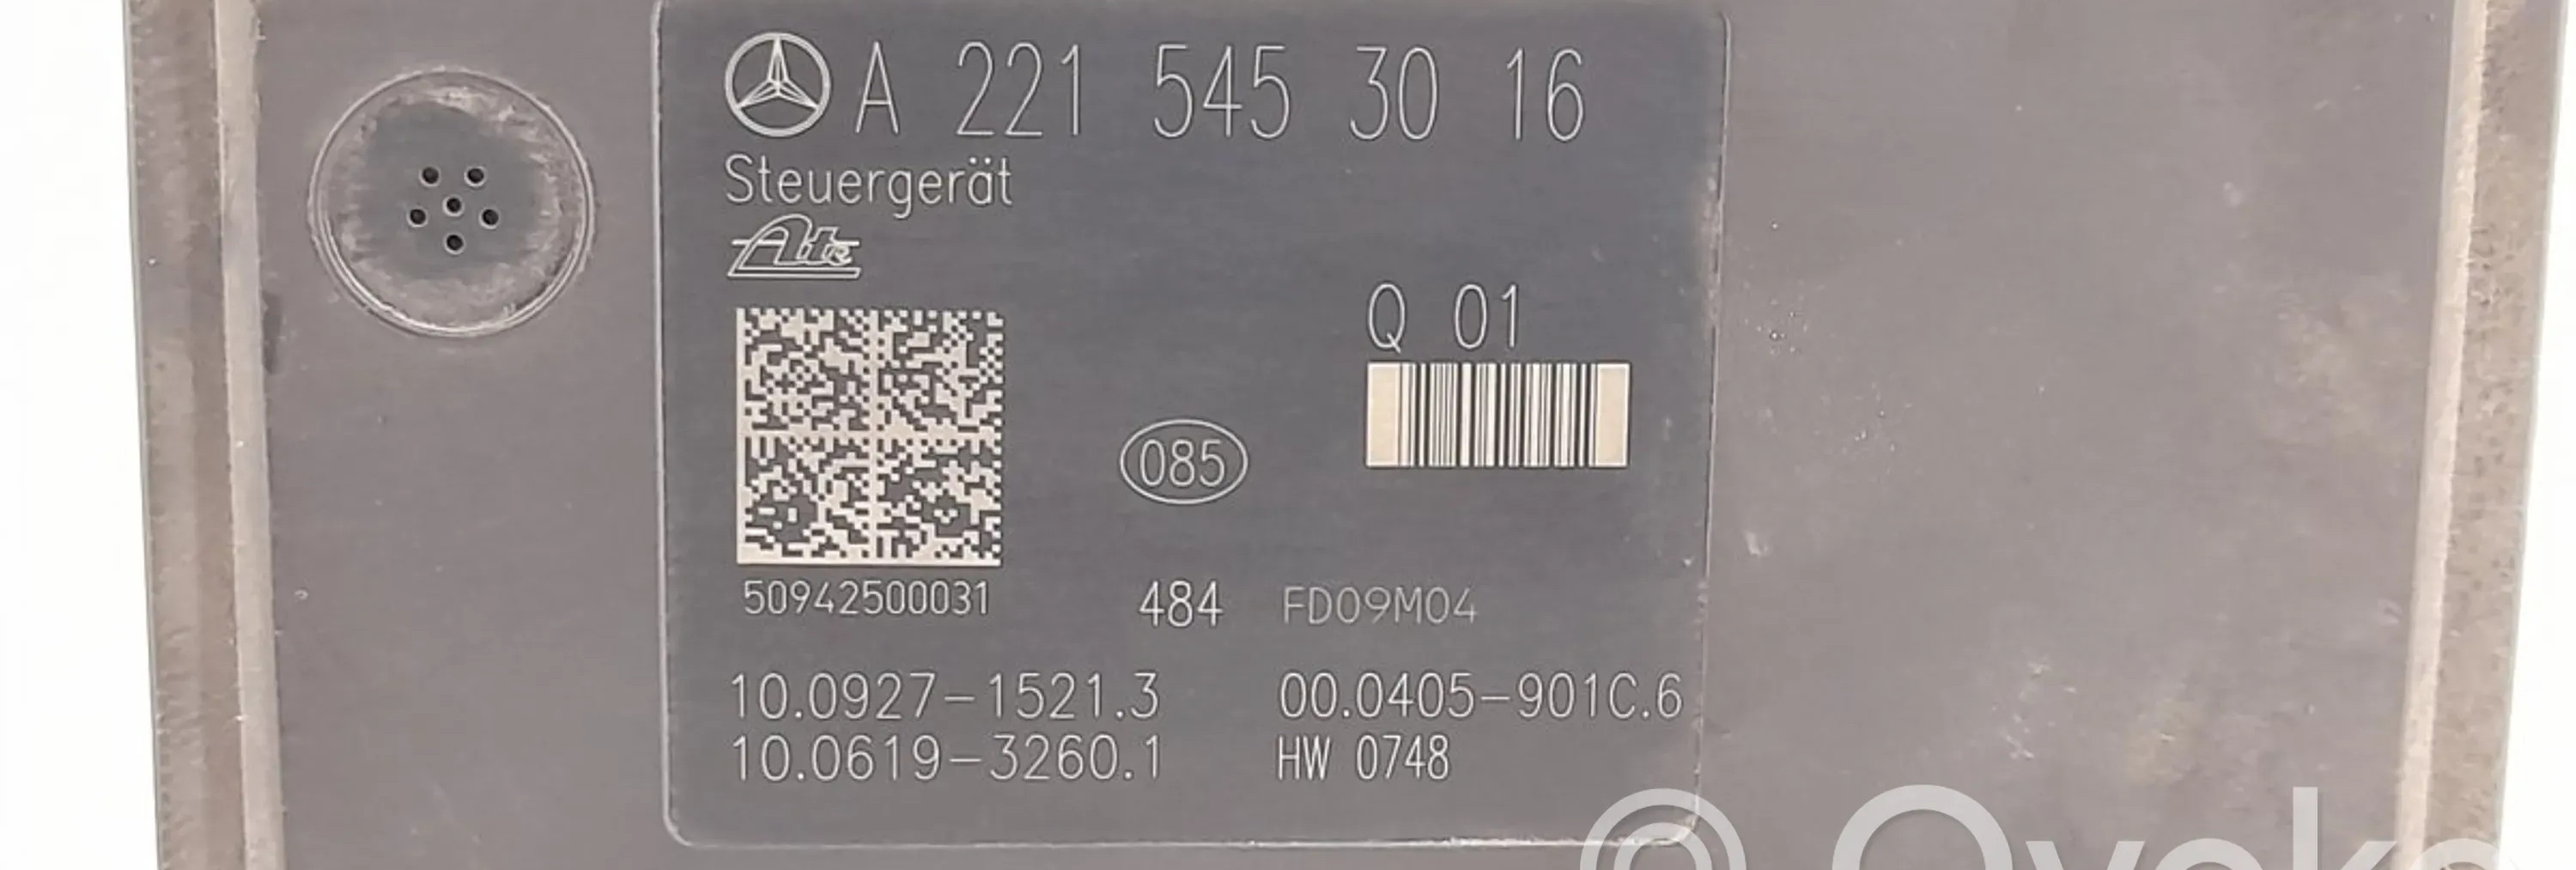 A 221 545 30 16
Steuergerät
Ate
Q 01
085
50942500031 484 FD09M04
10.0927-1521.3 00.0405-901C.6
10.0619-3260.1 HW 0748